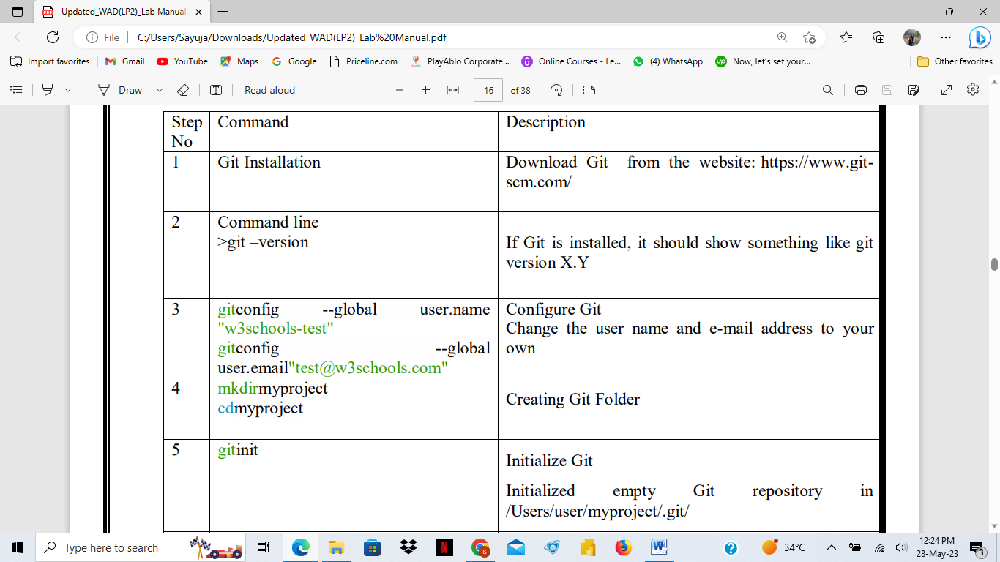 Updated_WAD(LP2)_Lab Manual.
File
C:/Users/Sayuja/Downloads/Updated_WAD(LP2)_Lab%20Manual.pdf
Import favorites
Gmail
YouTube
Maps
Google
Priceline.com
PlayAblo Corporate...
Online Courses - Le...
(4) WhatsApp
Now, let's set your...
Other favorites
Draw
Read aloud
16
of 38
Step No
Command
Description
1
Git Installation
Download Git from the website: https://www.git-
scm.com/
2
Command line
>git –version
If Git is installed, it should show something like git
version X.Y
3
gitconfig --global user.name
"w3schools-test"
gitconfig --global
user.email"test@w3schools.com"
Configure Git
Change the user name and e-mail address to your
own
4
mkdirmyproject
cdmyproject
Creating Git Folder
5
gitinit
Initialize Git
Initialized empty Git repository in
/Users/user/myproject/.git/
Type here to search
34°C
12:24 PM
28-May-23
3